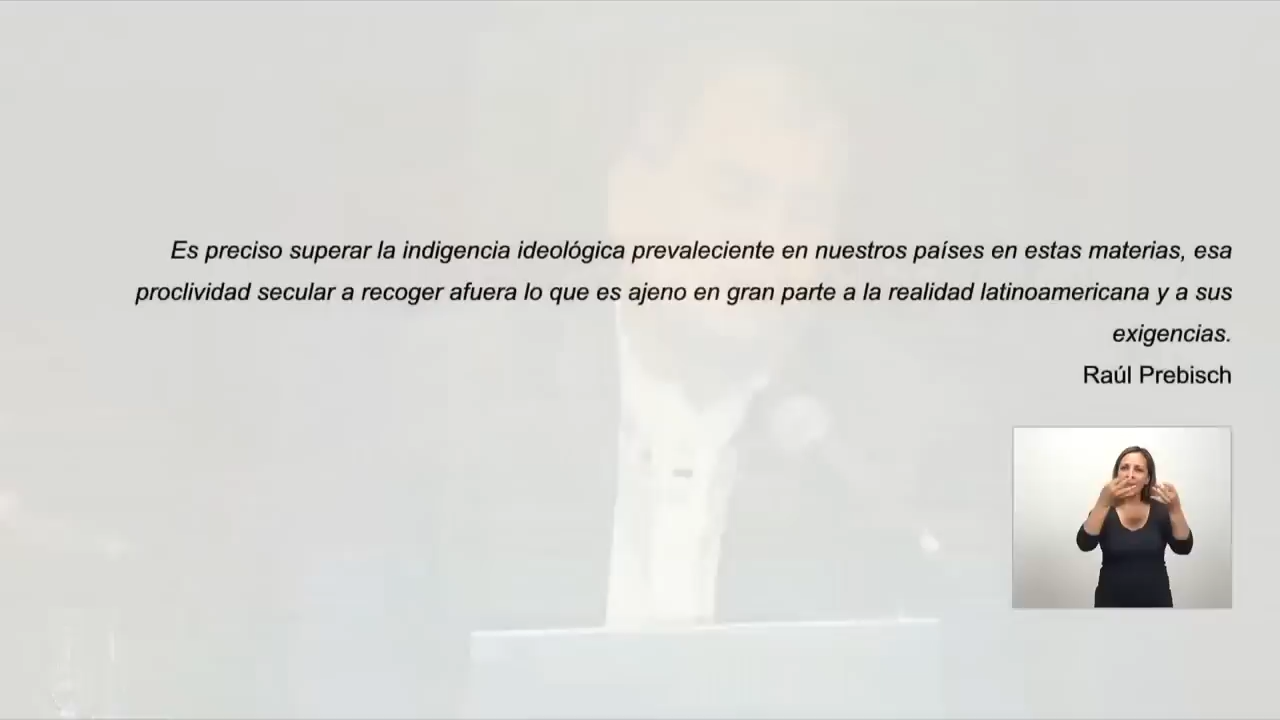 Es preciso superar la indigencia ideológica prevaleciente en nuestros países en estas materias, esa
proclividad secular a recoger afuera lo que es ajeno en gran parte a la realidad latinoamericana y a sus
exigencias.
Raúl Prebisch